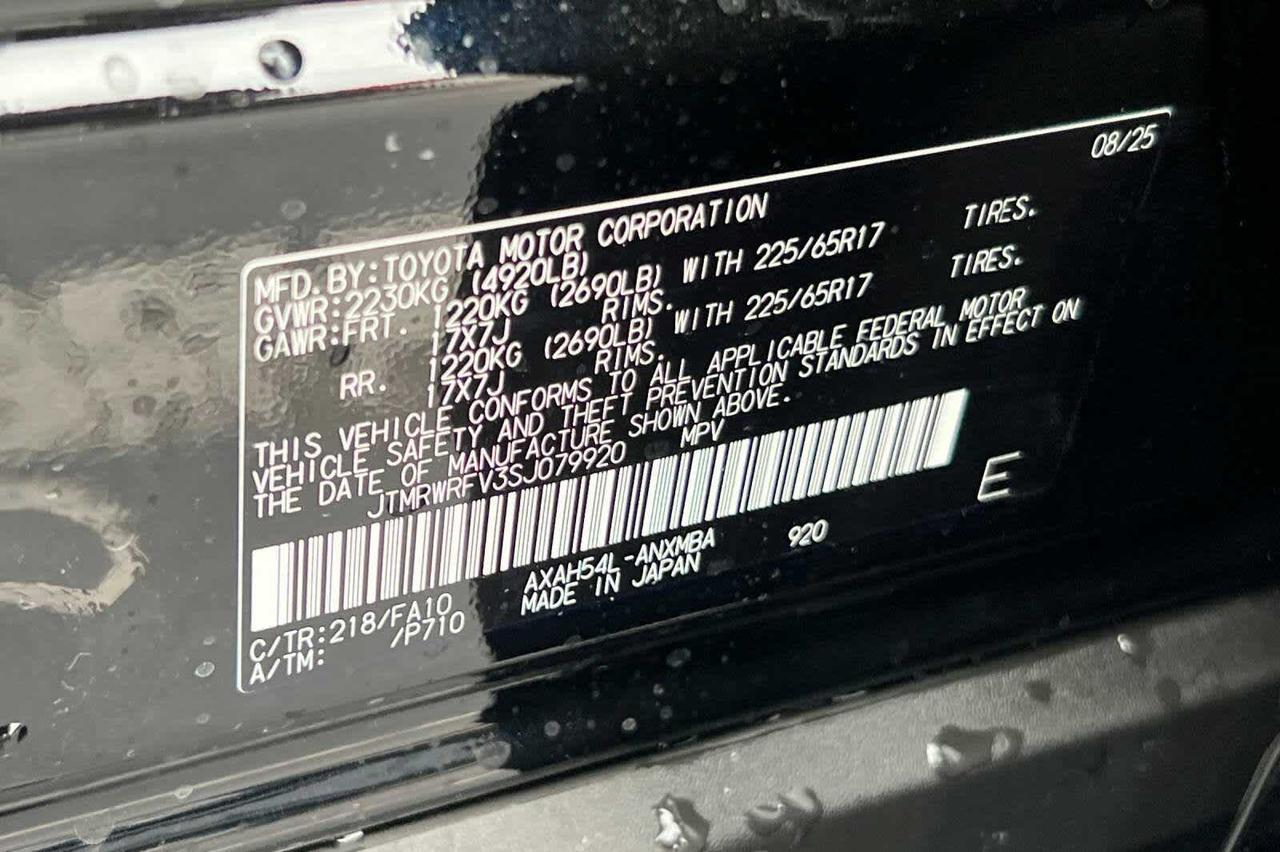 08/25
MFD. BY:TOYOTA MOTOR CORPORATION
GVWR:2230KG (4920LB)
GAWR:FRT. 1220KG (2690LB) WITH 225/65R17 TIRES.
17X7J RIMS.
RR. 1220KG (2690LB) WITH 225/65R17 TIRES.
17X7J RIMS.
THIS VEHICLE CONFORMS TO ALL APPLICABLE FEDERAL MOTOR
VEHICLE SAFETY AND THEFT PREVENTION STANDARDS IN EFFECT ON
THE DATE OF MANUFACTURE SHOWN ABOVE.
JTMRWRFV3SJ079920 MPV
E
C/TR:218/FA10 AXAH54L-ANXMBA 920
A/TM: /P710 MADE IN JAPAN